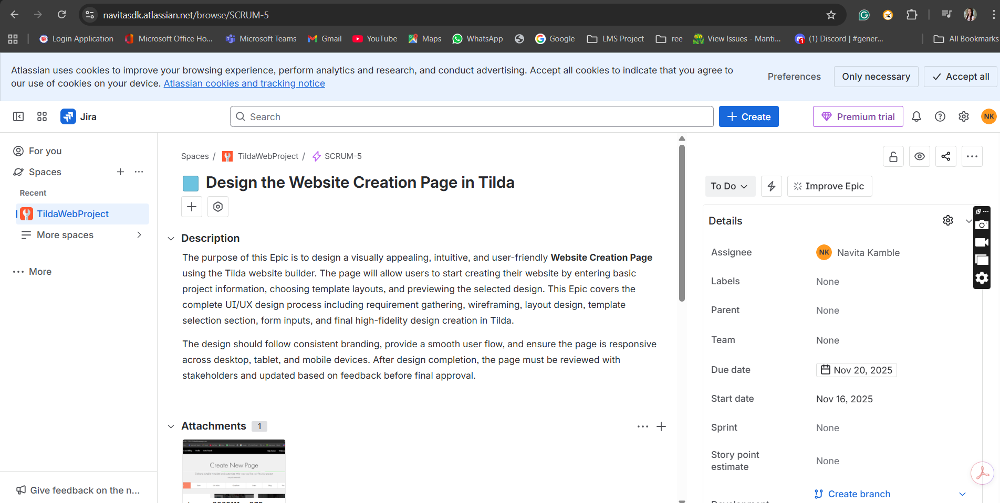 navitasdk.atlassian.net/browse/SCRUM-5
Login Application
Microsoft Office Ho...
Microsoft Teams
Gmail
YouTube
Maps
WhatsApp
Google
LMS Project
ree
View Issues - Manti...
(1) Discord | #gener...
All Bookmarks
Atlassian uses cookies to improve your browsing experience, perform analytics and research, and conduct advertising. Accept all cookies to indicate that you agree to
our use of cookies on your device. Atlassian cookies and tracking notice
Preferences
Only necessary
Accept all
Jira
Search
Create
Premium trial
NK
For you
Spaces
Recent
TildaWebProject
More spaces
More
Give feedback on the n...
Spaces / TildaWebProject / SCRUM-5
Design the Website Creation Page in Tilda
Description
The purpose of this Epic is to design a visually appealing, intuitive, and user-friendly Website Creation Page
using the Tilda website builder. The page will allow users to start creating their website by entering basic
project information, choosing template layouts, and previewing the selected design. This Epic covers the
complete UI/UX design process including requirement gathering, wireframing, layout design, template
selection section, form inputs, and final high-fidelity design creation in Tilda.
The design should follow consistent branding, provide a smooth user flow, and ensure the page is responsive
across desktop, tablet, and mobile devices. After design completion, the page must be reviewed with
stakeholders and updated based on feedback before final approval.
Attachments 1
Create New Page
To Do
Improve Epic
Details
Assignee
NK Navita Kamble
Labels
None
Parent
None
Team
None
Due date
Nov 20, 2025
Start date
Nov 16, 2025
Sprint
None
Story point
estimate
None
Create branch